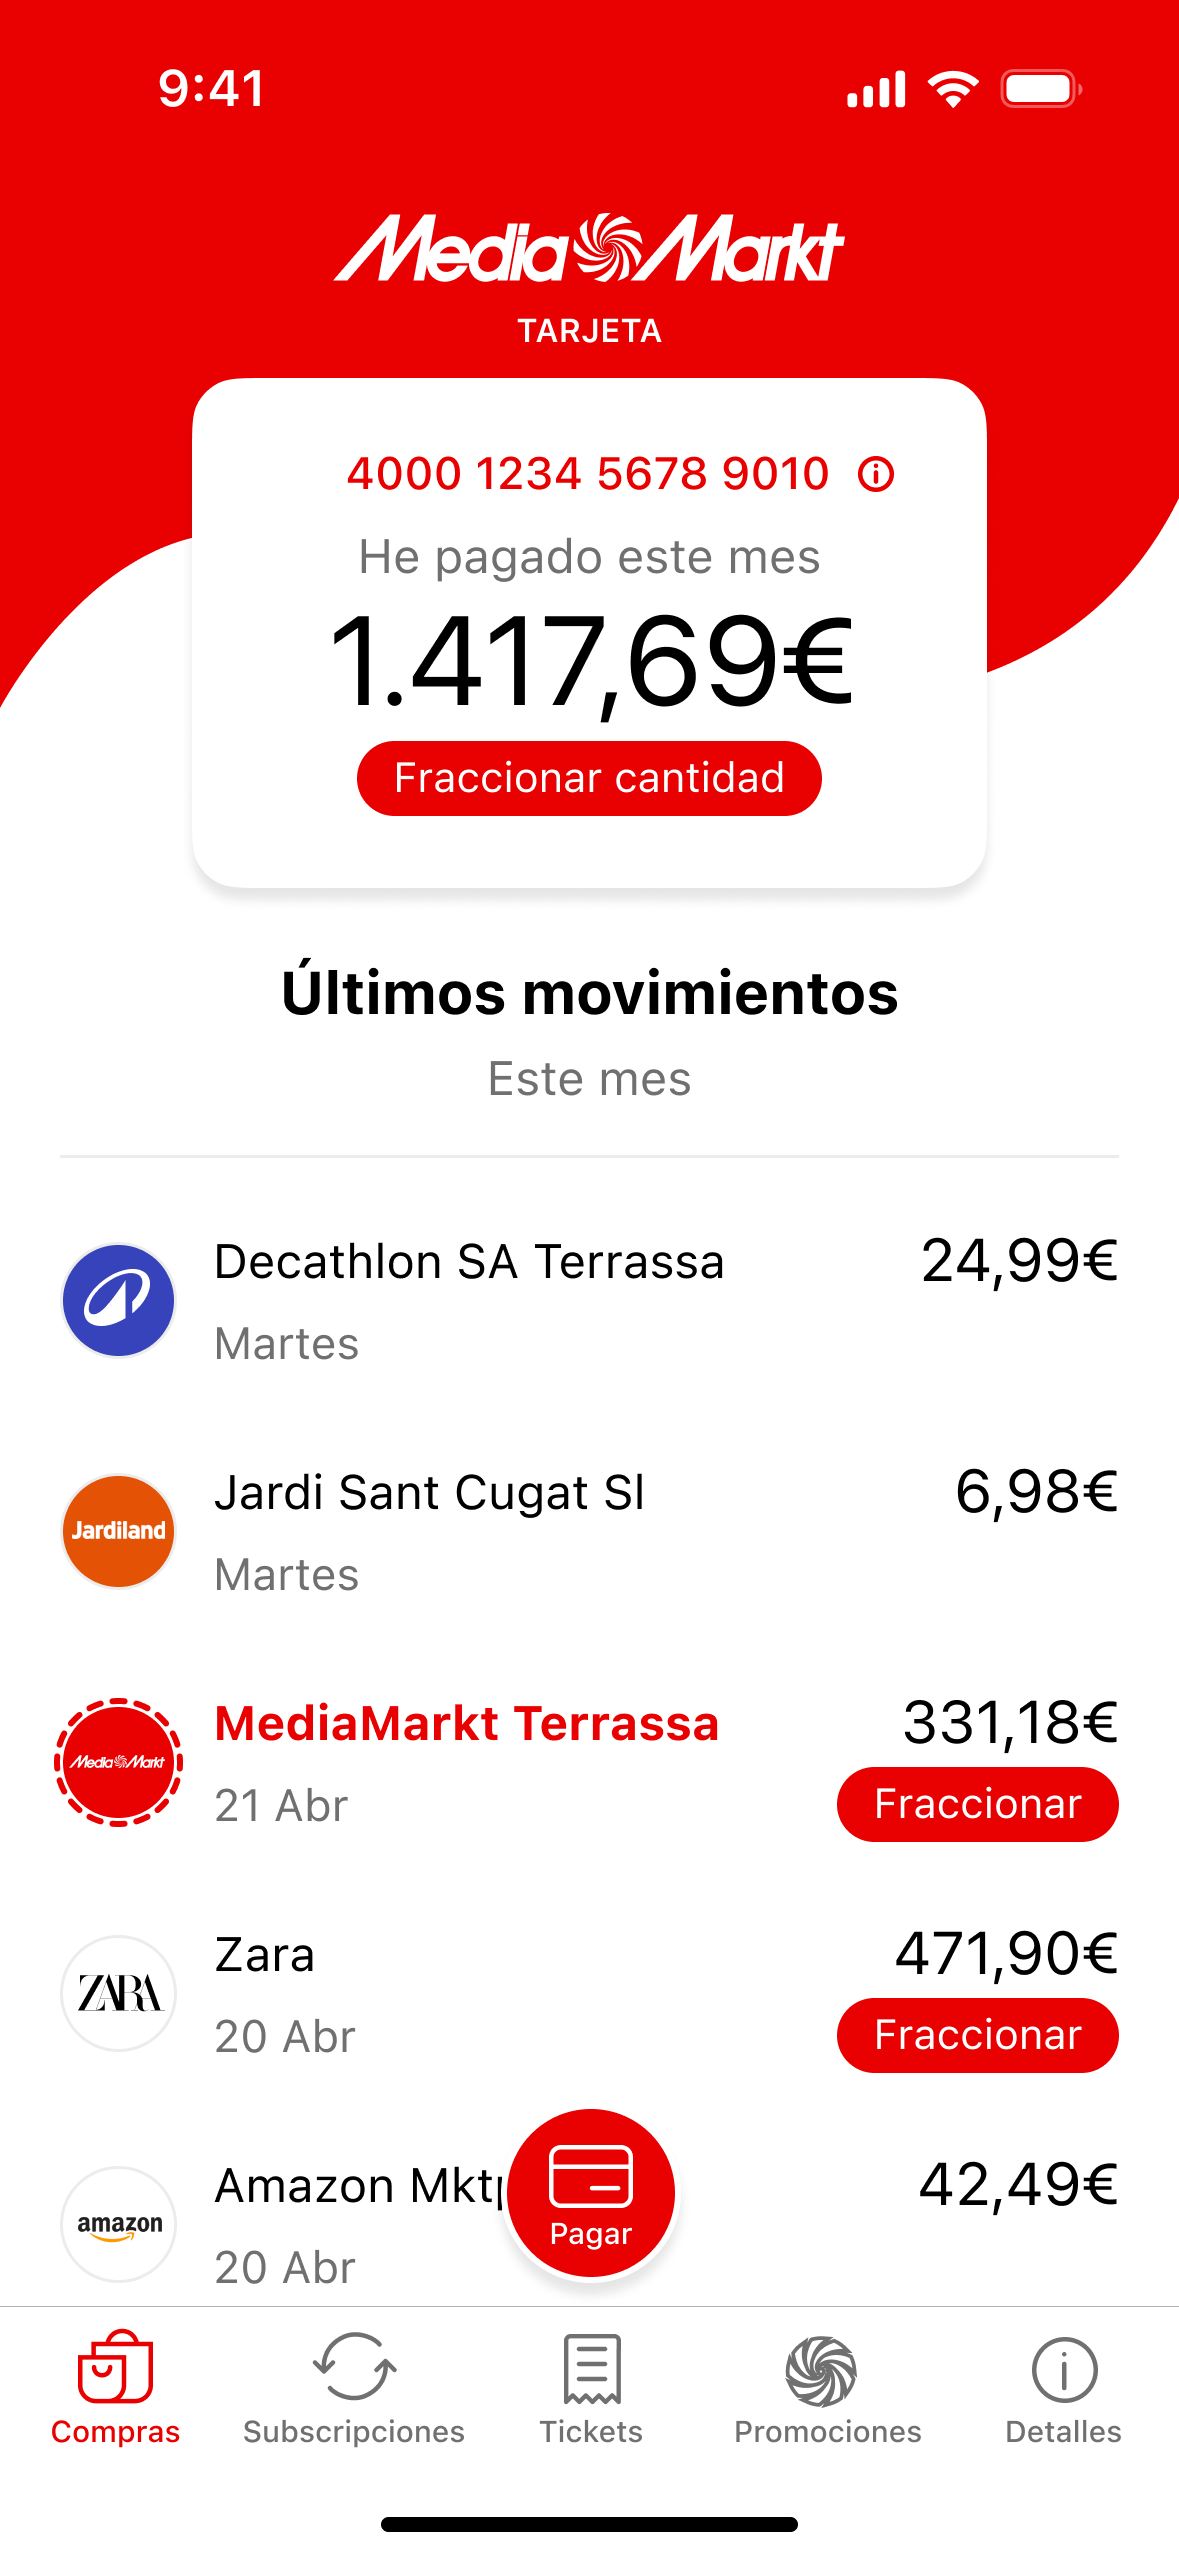 9:41
MediaMarkt
TARJETA
4000 1234 5678 9010
He pagado este mes
1.417,69€
Fraccionar cantidad
Últimos movimientos
Este mes
Decathlon SA Terrassa 24,99€
Martes
Jardiland
Jardi Sant Cugat Sl 6,98€
Martes
MediaMarkt
MediaMarkt Terrassa 331,18€
21 Abr Fraccionar
ZARA
Zara 471,90€
20 Abr Fraccionar
amazon
Amazon 42,49€
20 Abr
Pagar
Compras Subscripciones Tickets Promociones Detalles